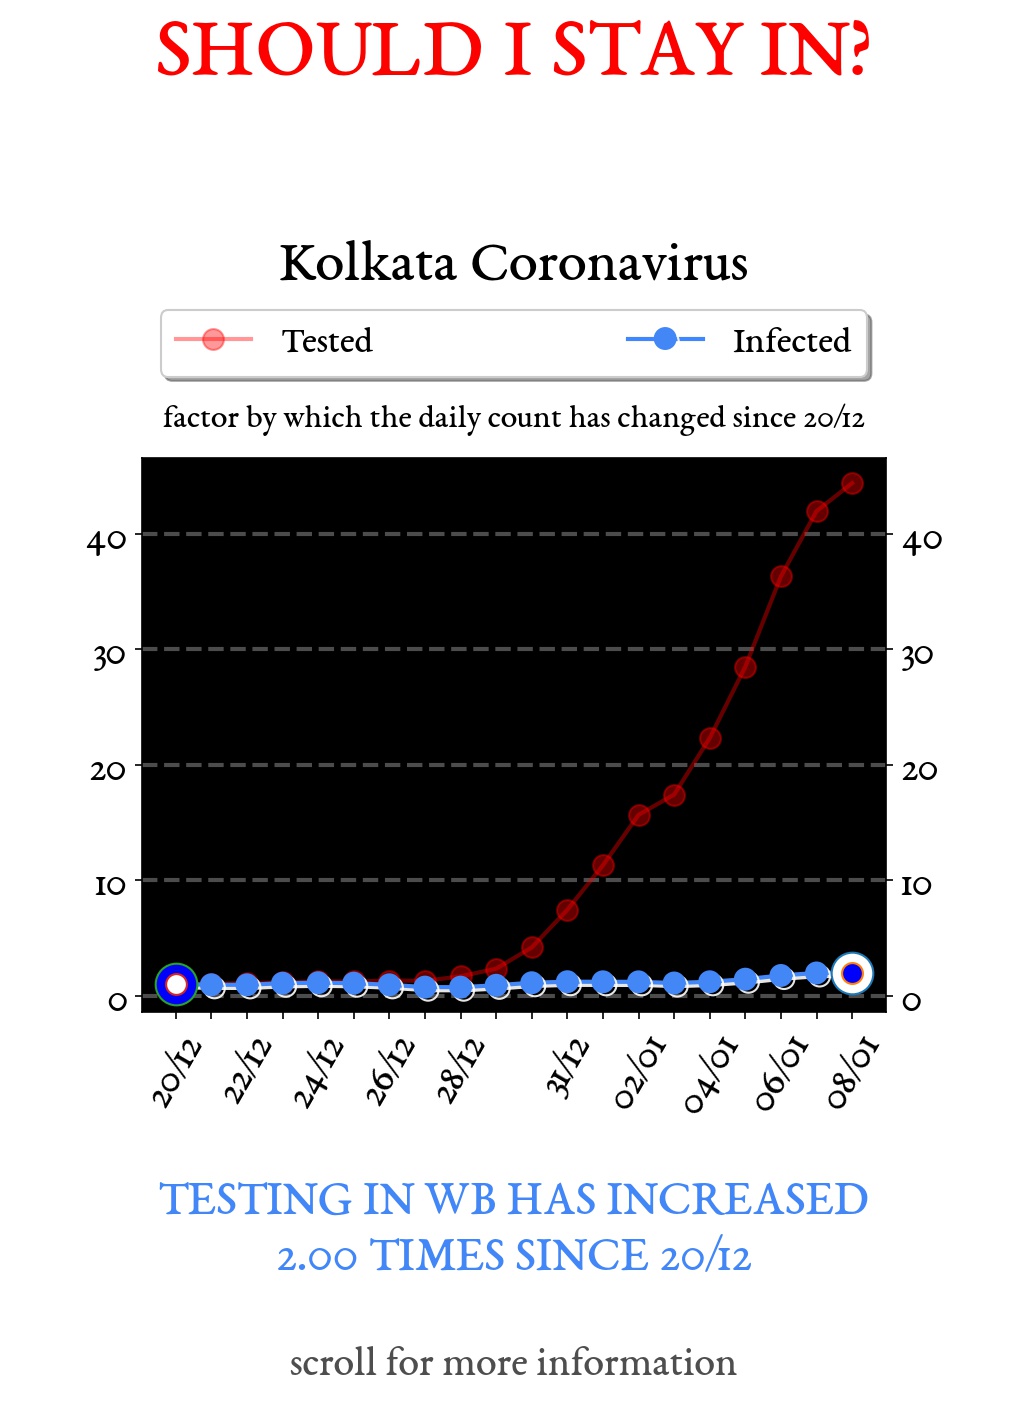 SHOULD I STAY IN?
Kolkata Coronavirus
Tested Infected
factor by which the daily count has changed since 20/12
40 40
30 30
20 20
10 10
0 0
20/12 22/12 24/12 26/12 28/12 31/12 02/01 04/01 06/01 08/01
TESTING IN WB HAS INCREASED
2.00 TIMES SINCE 20/12
scroll for more information